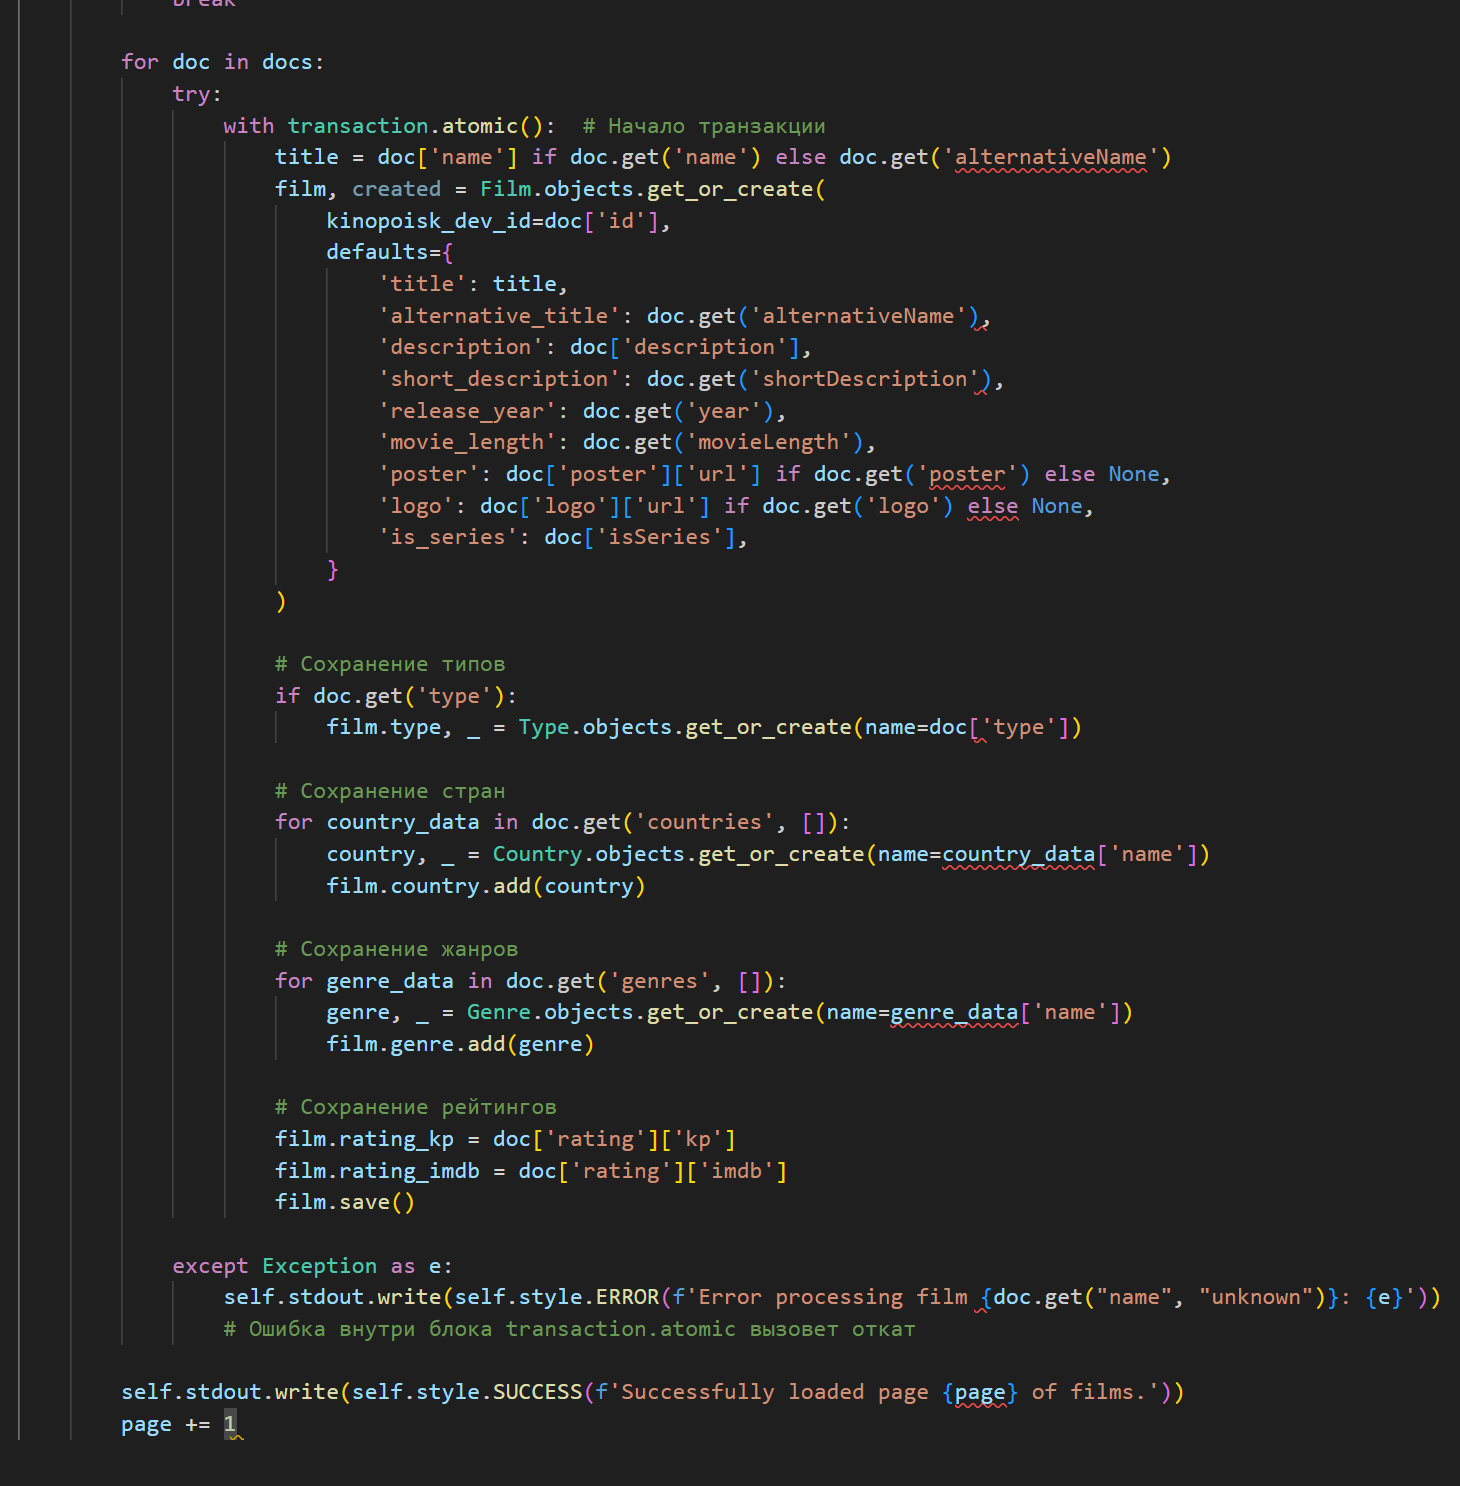 break
for doc in docs:
try:
with transaction.atomic():  # Начало транзакции
title = doc['name'] if doc.get('name') else doc.get('alternativeName')
film, created = Film.objects.get_or_create(
kinopoisk_dev_id=doc['id'],
defaults={
'title': title,
'alternative_title': doc.get('alternativeName'),
'description': doc['description'],
'short_description': doc.get('shortDescription'),
'release_year': doc.get('year'),
'movie_length': doc.get('movieLength'),
'poster': doc['poster']['url'] if doc.get('poster') else None,
'logo': doc['logo']['url'] if doc.get('logo') else None,
'is_series': doc['isSeries'],
}
)
# Сохранение типов
if doc.get('type'):
film.type, _ = Type.objects.get_or_create(name=doc['type'])
# Сохранение стран
for country_data in doc.get('countries', []):
country, _ = Country.objects.get_or_create(name=country_data['name'])
film.country.add(country)
# Сохранение жанров
for genre_data in doc.get('genres', []):
genre, _ = Genre.objects.get_or_create(name=genre_data['name'])
film.genre.add(genre)
# Сохранение рейтингов
film.rating_kp = doc['rating']['kp']
film.rating_imdb = doc['rating']['imdb']
film.save()
except Exception as e:
self.stdout.write(self.style.ERROR(f'Error processing film {doc.get("name", "unknown")}: {e}'))
# Ошибка внутри блока transaction.atomic вызовет откат
self.stdout.write(self.style.SUCCESS(f'Successfully loaded page {page} of films.'))
page += 1